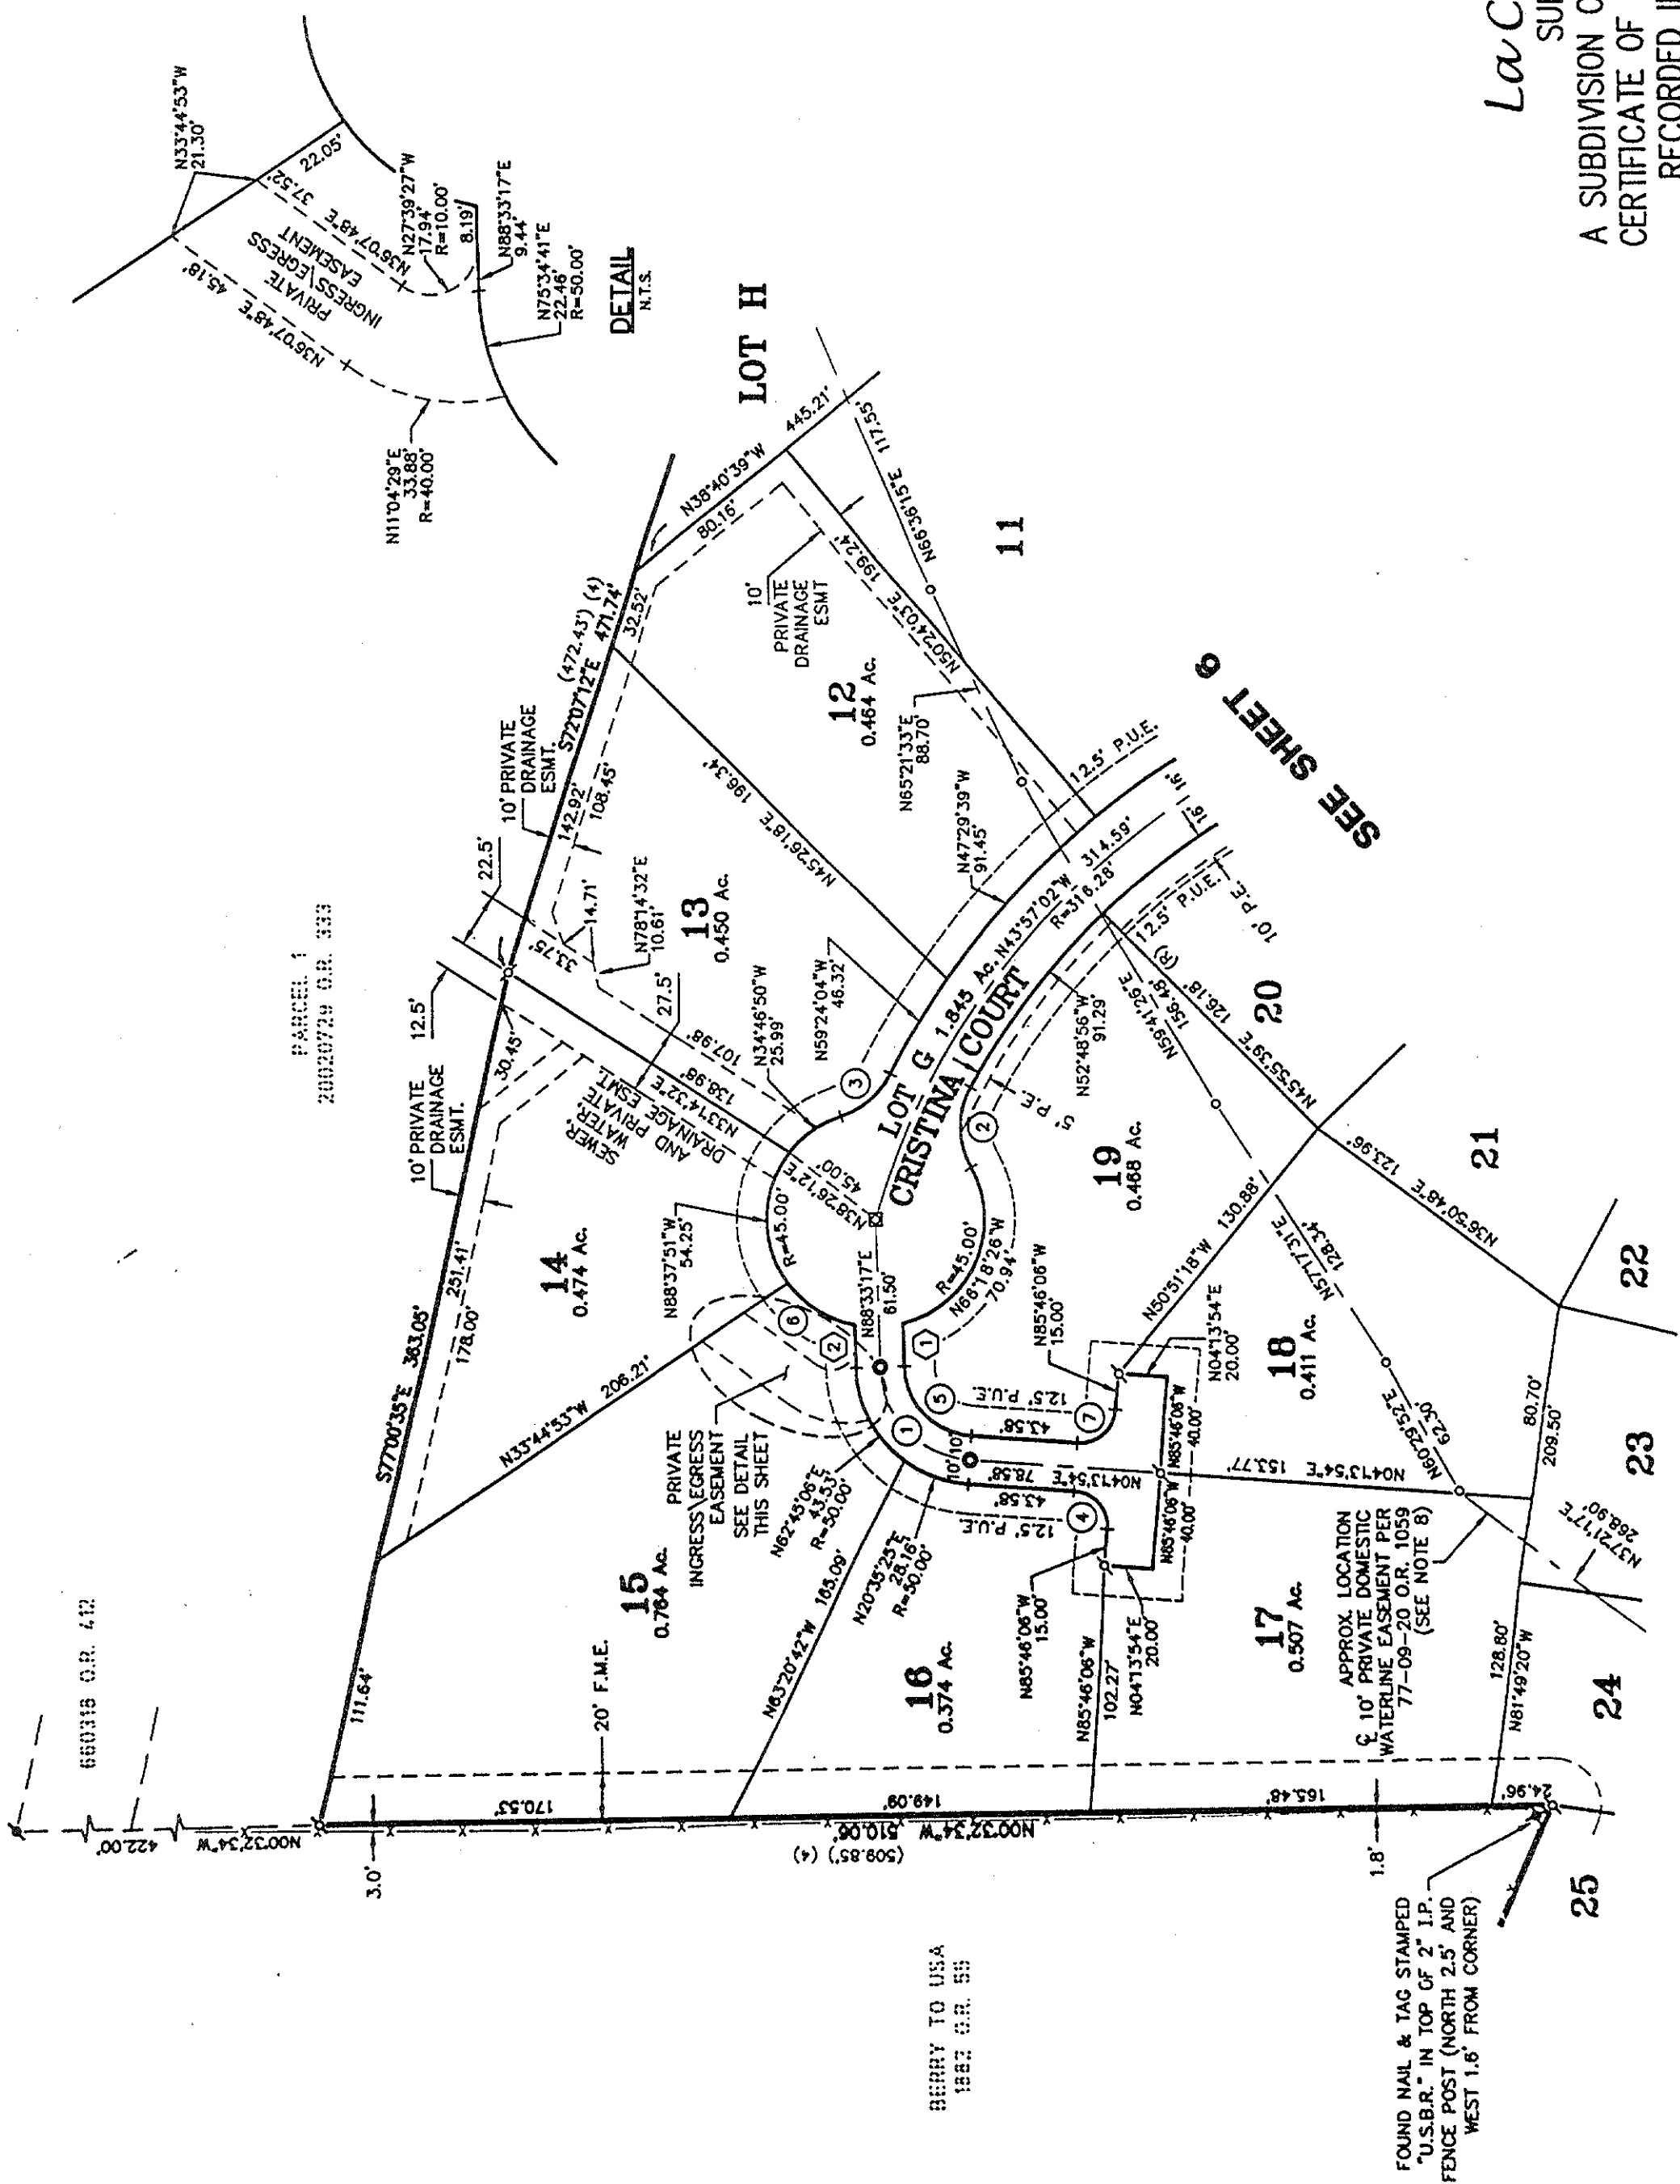 660318 O.R. 412
PARCEL 1
20020729 O.R. 333
BERRY TO USA
1882 O.R. 55
N33°44'53"W
21.30'
22.05'
37.52'
N36°07'48"E
PRIVATE
INGRESS\EGRESS
EASEMENT
N36°07'48"E 45.18'
N27°39'27"W
17.94'
R=10.00'
8.19'
N88°33'17"E
9.44'
N75°34'41"E
22.46'
R=50.00'
N11°04'29"E
33.88'
R=40.00'
DETAIL
N.T.S.
LOT H
445.21'
N38°40'39"W
80.16'
N66°36'15"E 117.55'
11
(472.43') (4)
S72°07'12"E 471.74'
32.52'
142.92'
108.45'
10' PRIVATE
DRAINAGE
ESMT.
22.5'
12.5'
10'
PRIVATE
DRAINAGE
ESMT
199.24'
N50°24'03"E
12
0.464 Ac.
N65°21'33"E
88.70'
196.34'
N45°26'18"E
12.5' P.U.E.
N47°29'39"W
91.45'
13
0.450 Ac.
14.71'
33.75'
N78°14'32"E
10.61'
27.5'
107.98'
138.98'
N33°14'32"E
SEWER,
WATER,
AND PRIVATE
DRAINAGE ESMT.
N34°46'50"W
25.99'
N59°24'04"W
46.32'
3
LOT G 1.845 Ac.
CRISTINA COURT
N43°57'02"W 314.59'
R=316.28'
16' 16'
SEE SHEET 6
12.5' P.U.E.
10' P.E.
5' P.E.
N52°48'56"W
91.29'
2
N59°41'26"E
156.48'
126.18' (R)
N45°55'39"E
20
10' PRIVATE
DRAINAGE
ESMT.
30.45'
251.41'
178.00'
S77°00'35"E 363.05'
14
0.474 Ac.
N88°37'51"W
54.25'
R=45.00'
N38°26'12"E
45.00'
N88°33'17"E
61.50'
R=45.00'
N66°18'26"W
70.94'
19
0.468 Ac.
N50°51'18"W 130.88'
123.96'
N36°50'48"E
21
N57°17'31"E
128.34'
22
6
2
1
5
1
7
4
N33°44'53"W 206.21'
PRIVATE
INGRESS\EGRESS
EASEMENT
SEE DETAIL
THIS SHEET
15
0.764 Ac.
N62°45'06"E
43.53'
R=50.00'
N20°35'25"E
28.16'
R=50.00'
12.5' P.U.E.
43.58'
10'
10'
78.58'
N04°13'54"E
43.58'
12.5' P.U.E.
N85°46'06"W
15.00'
N04°13'54"E
20.00'
N85°46'06"W
40.00'
N85°46'06"W
40.00'
N85°46'06"W
15.00'
N04°13'54"E
20.00'
18
0.411 Ac.
N04°13'54"E 153.77'
N60°29'52"E
62.30'
80.70'
209.50'
23
N37°21'17"E
268.90'
111.64'
20' F.M.E.
N63°20'42"W 165.09'
16
0.374 Ac.
N85°46'06"W
102.27'
17
0.507 Ac.
APPROX. LOCATION
℄ 10' PRIVATE DOMESTIC
WATERLINE EASEMENT PER
77-09-20 O.R. 1059
(SEE NOTE 8)
128.80'
N81°49'20"W
24
422.00'
N00°32'34"W
3.0'
170.53'
149.09'
N00°32'34"W
510.06'
(509.85') (4)
165.48'
1.8'
24.96'
25
FOUND NAIL & TAG STAMPED
"U.S.B.R." IN TOP OF 2" I.P.
FENCE POST (NORTH 2.5' AND
WEST 1.6' FROM CORNER)
La C
SU
A SUBDIVISION
CERTIFICATE OF
RECORDED